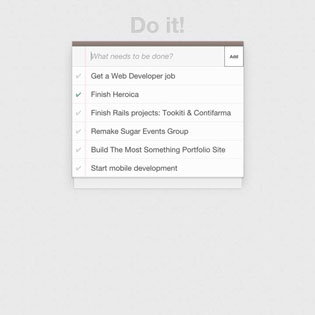 Do it!
What needs to be done?
Add
Get a Web Developer job
Finish Heroica
Finish Rails projects: Tookiti & Contifarma
Remake Sugar Events Group
Build The Most Something Portfolio Site
Start mobile development